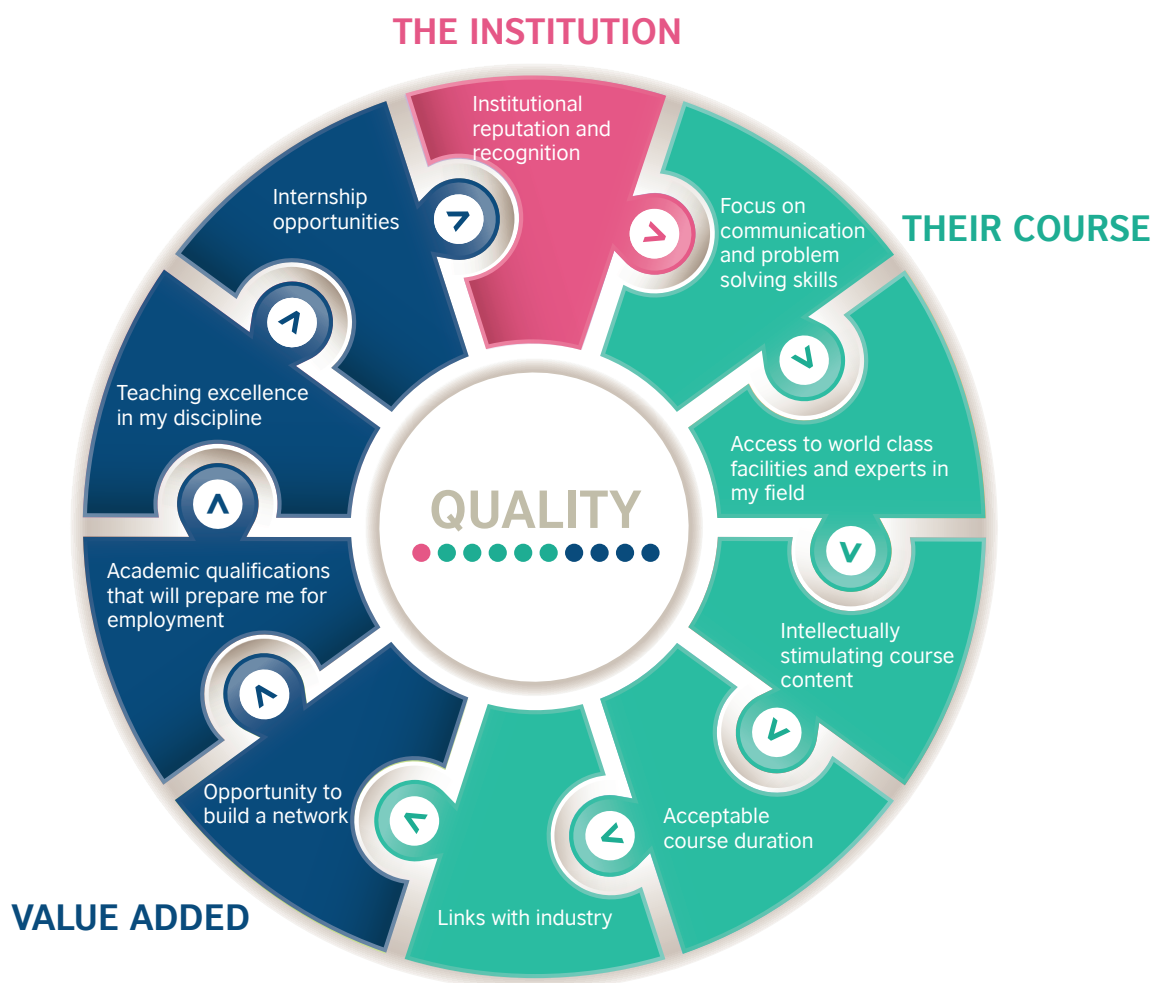 THE INSTITUTION
Institutional
reputation and
recognition
Focus on
communication
and problem
solving skills
THEIR COURSE
Access to world class
facilities and experts in
my field
Intellectually
stimulating course
content
Acceptable
course duration
Links with industry
VALUE ADDED
Opportunity to
build a network
Academic qualifications
that will prepare me for
employment
Teaching excellence
in my discipline
Internship
opportunities
QUALITY